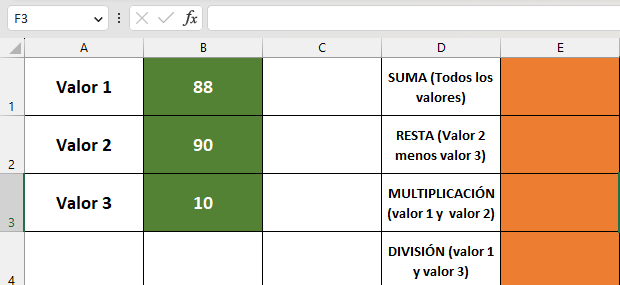 F3
fx
A B C D E
1 Valor 1 88 SUMA (Todos los
valores)
2 Valor 2 90 RESTA (Valor 2
menos valor 3)
3 Valor 3 10 MULTIPLICACIÓN
(valor 1 y valor 2)
4 DIVISIÓN (valor 1
y valor 3)